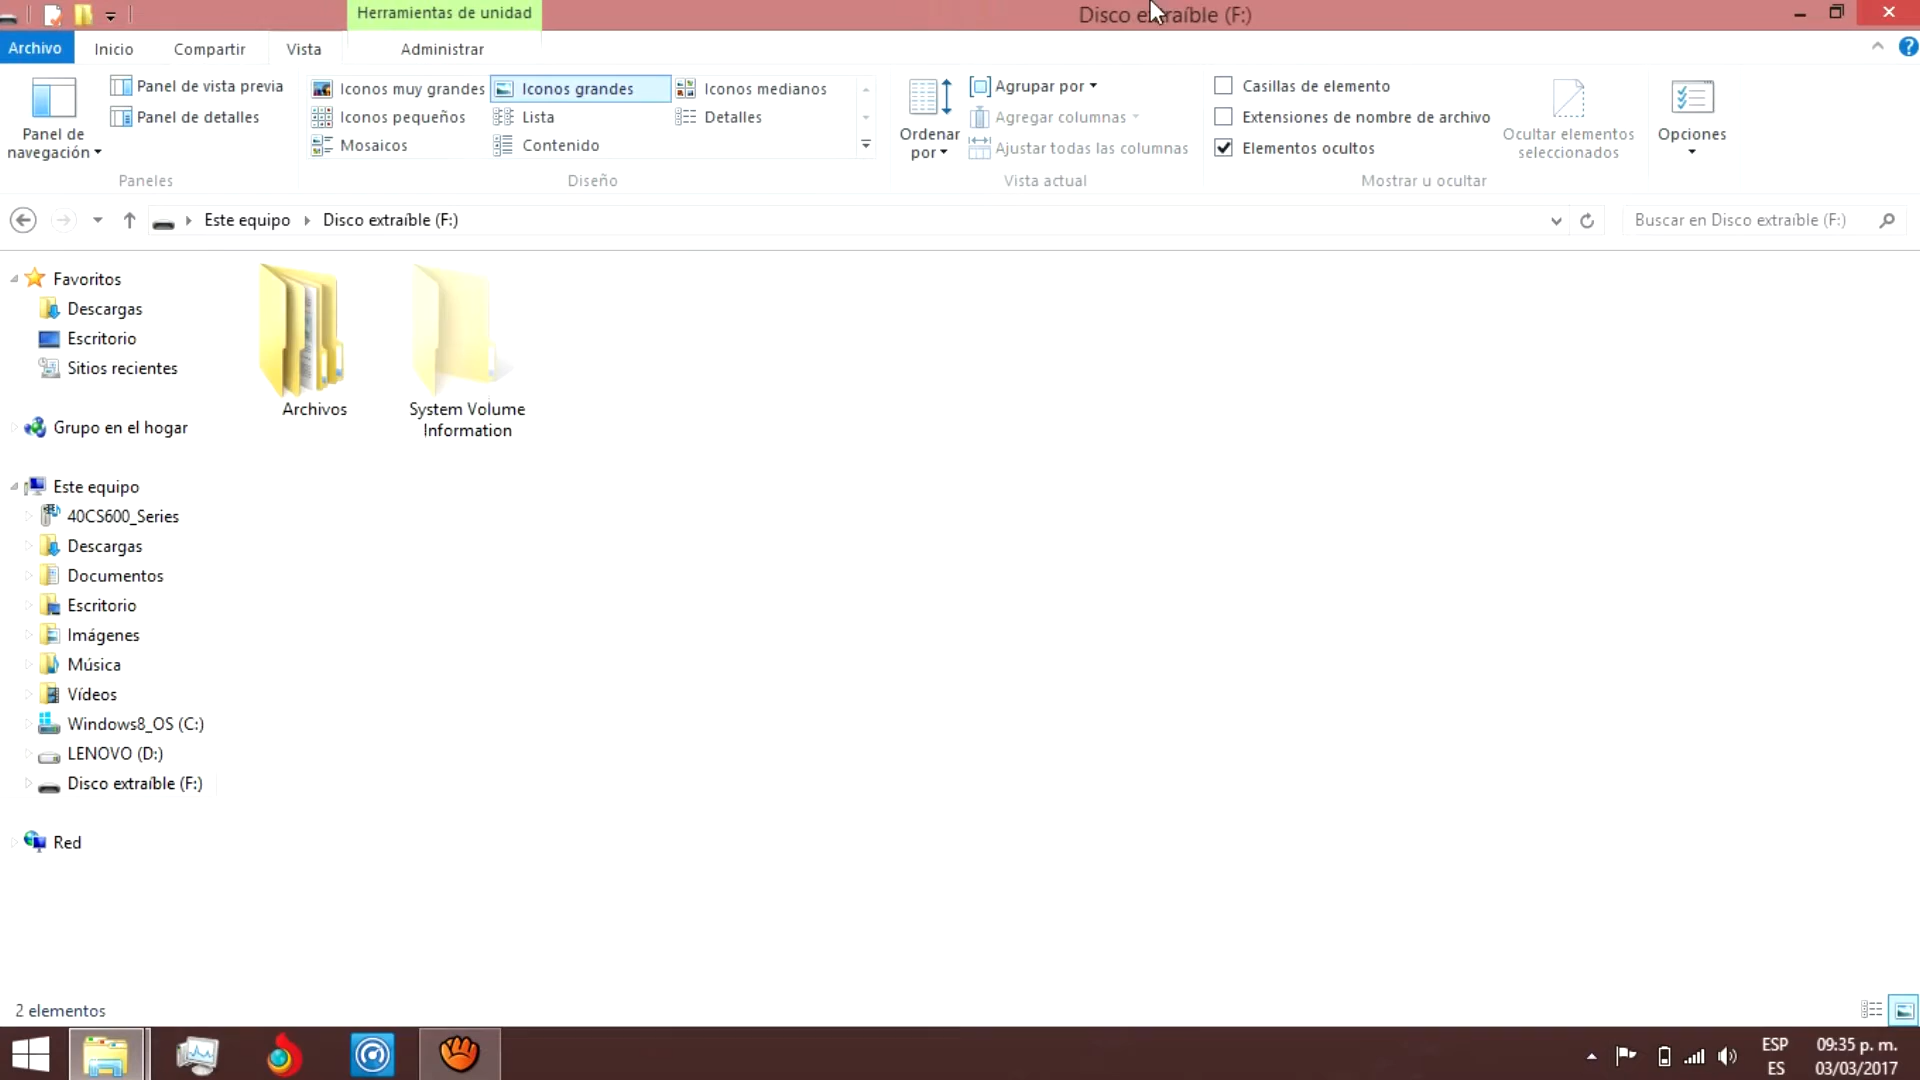 Herramientas de unidad
Disco extraíble (F:)
Archivo
Inicio
Compartir
Vista
Administrar
Panel de
navegación
Panel de vista previa
Panel de detalles
Paneles
Iconos muy grandes
Iconos grandes
Iconos medianos
Iconos pequeños
Lista
Detalles
Mosaicos
Contenido
Diseño
Ordenar
por
Agrupar por
Agregar columnas
Ajustar todas las columnas
Vista actual
Casillas de elemento
Extensiones de nombre de archivo
Elementos ocultos
Ocultar elementos
seleccionados
Mostrar u ocultar
Opciones
Este equipo
Disco extraíble (F:)
Buscar en Disco extraíble (F:)
Favoritos
Descargas
Escritorio
Sitios recientes
Grupo en el hogar
Este equipo
40CS600_Series
Descargas
Documentos
Escritorio
Imágenes
Música
Vídeos
Windows8_OS (C:)
LENOVO (D:)
Disco extraíble (F:)
Red
Archivos
System Volume
Information
2 elementos
ESP
ES
09:35 p. m.
03/03/2017